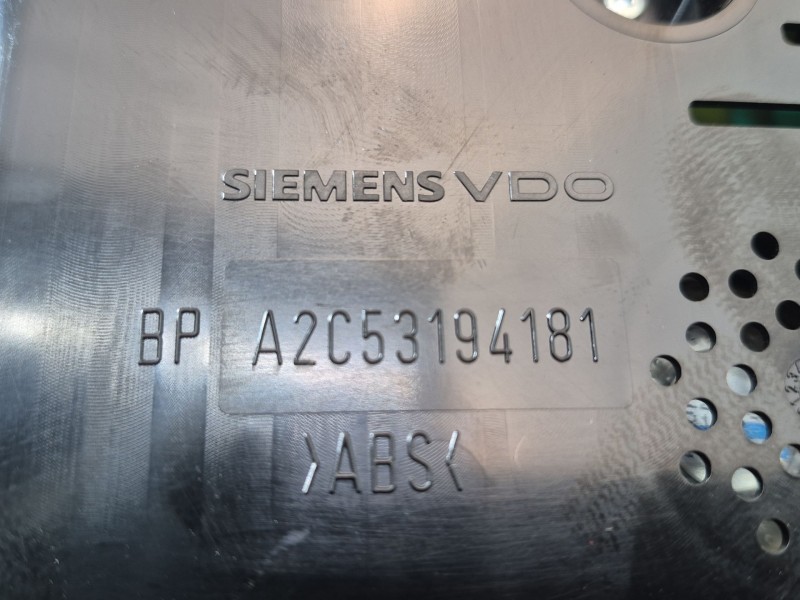 SIEMENS VDO
BP A2C53194181
>ABS<